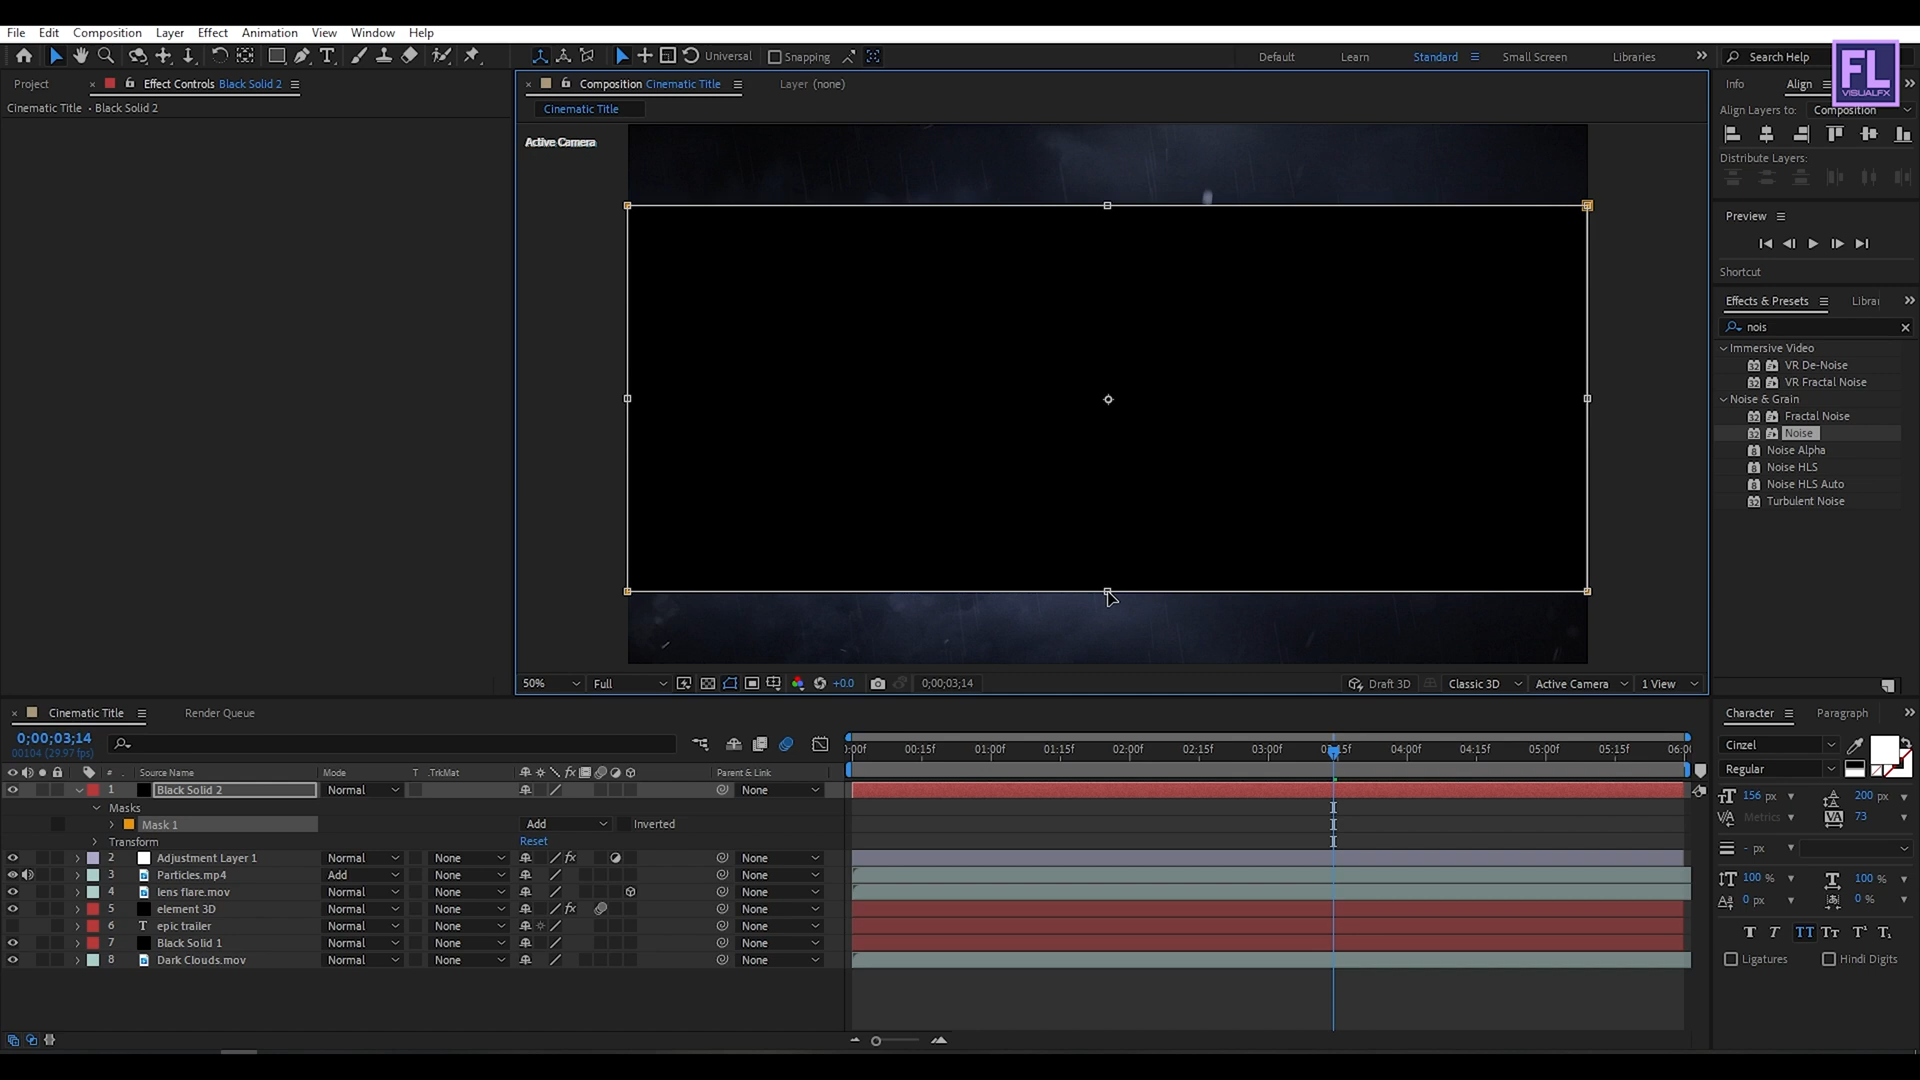 File Edit Composition Layer Effect Animation View Window Help
Universal Snapping Default Learn Standard Small Screen Libraries Search Help
FL
VISUALFX
Project Effect Controls Black Solid 2
Cinematic Title • Black Solid 2
Composition Cinematic Title Layer (none)
Cinematic Title
Active Camera
50% Full +0.0 0;00;03;14 Draft 3D Classic 3D Active Camera 1 View
Info Align
Align Layers to: Composition
Distribute Layers:
Preview
Shortcut
Effects & Presets Librai
nois
Immersive Video
VR De-Noise
VR Fractal Noise
Noise & Grain
Fractal Noise
Noise
Noise Alpha
Noise HLS
Noise HLS Auto
Turbulent Noise
Cinematic Title Render Queue
0;00;03;14
00104 (29.97 fps)
# Source Name Mode T .TrkMat fx Parent & Link
:00f 00:15f 01:00f 01:15f 02:00f 02:15f 03:00f 03:15f 04:00f 04:15f 05:00f 05:15f 06:00
1 Black Solid 2 Normal None
Masks
Mask 1 Add Inverted
Transform Reset
2 Adjustment Layer 1 Normal None fx None
3 Particles.mp4 Add None None
4 lens flare.mov Normal None None
5 element 3D Normal None fx None
6 T epic trailer Normal None None
7 Black Solid 1 Normal None None
8 Dark Clouds.mov Normal None None
Character Paragraph
Cinzel
Regular
156 px 200 px
Metrics 73
- px
100 % 100 %
0 px 0 %
T T TT Tt T¹ T₁
Ligatures Hindi Digits